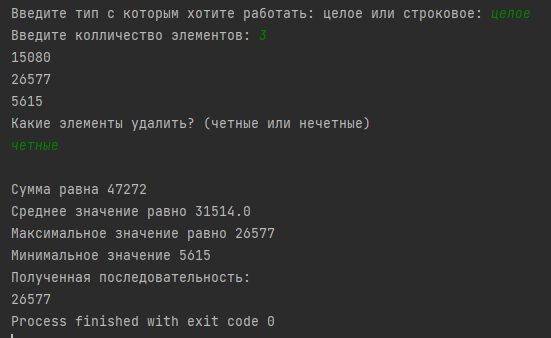 Введите тип с которым хотите работать: целое или строковое: целое
Введите колличество элементов: 3
15080
26577
5615
Какие элементы удалить? (четные или нечетные)
четные
Сумма равна 47272
Среднее значение равно 31514.0
Максимальное значение равно 26577
Минимальное значение 5615
Полученная последовательность:
26577
Process finished with exit code 0